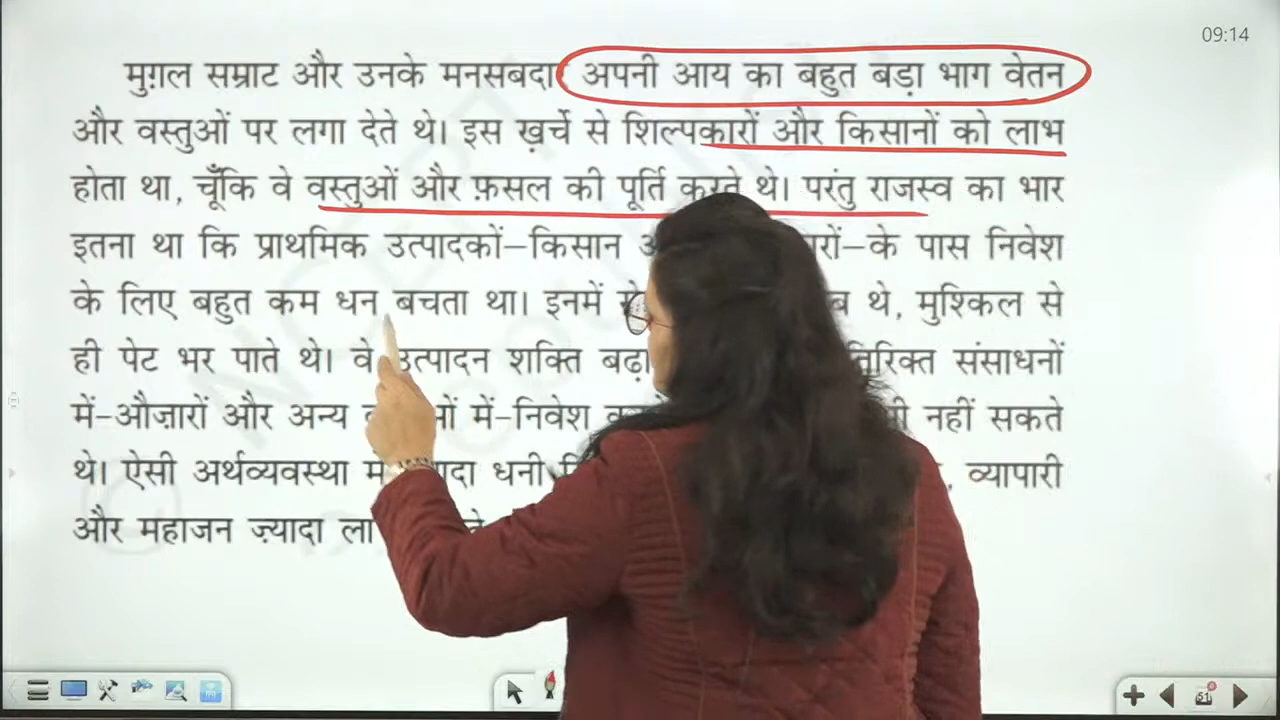 09:14
मुग़ल सम्राट और उनके मनसबदार अपनी आय का बहुत बड़ा भाग वेतन
और वस्तुओं पर लगा देते थे। इस ख़र्चे से शिल्पकारों और किसानों को लाभ
होता था, चूँकि वे वस्तुओं और फ़सल की पूर्ति करते थे। परंतु राजस्व का भार
इतना था कि प्राथमिक उत्पादकों–किसान के पास निवेश
के लिए बहुत कम धन बचता था। इनमें थे, मुश्किल से
ही पेट भर पाते थे। वे उत्पादन शक्ति संसाधनों
में-औज़ारों और अन्य में-निवेश नहीं सकते
थे। ऐसी अर्थव्यवस्था धनी व्यापारी
और महाजन ज़्यादा
51